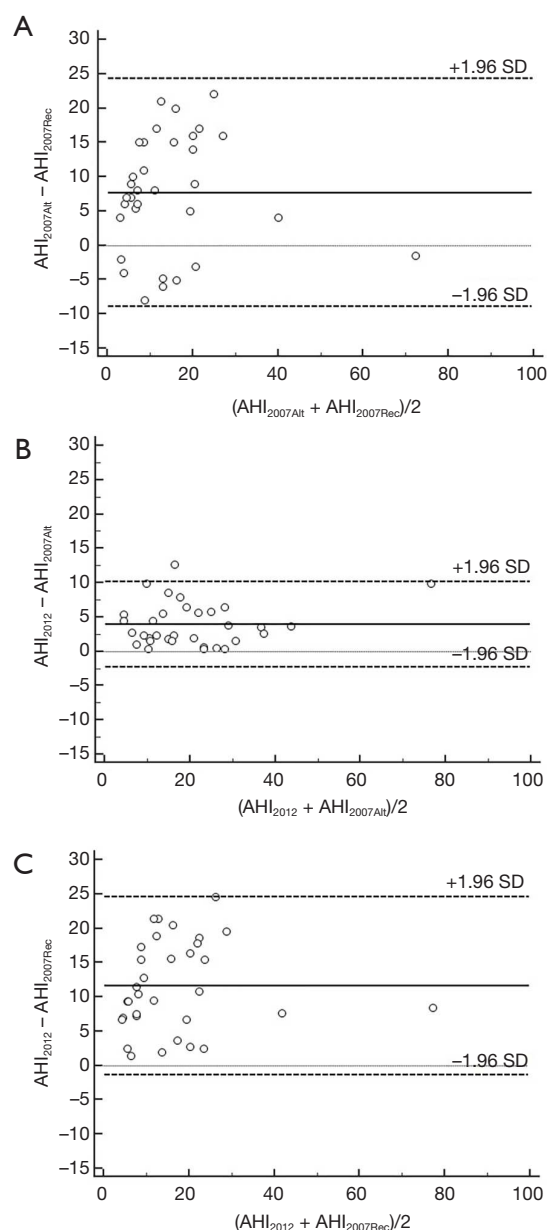 A
30
25
20
15
10
5
0
−5
−10
−15
AHI2007Alt − AHI2007Rec
+1.96 SD
−1.96 SD
0 20 40 60 80 100
(AHI2007Alt + AHI2007Rec)/2
B
30
25
20
15
10
5
0
−5
−10
−15
AHI2012 − AHI2007Alt
+1.96 SD
−1.96 SD
0 20 40 60 80 100
(AHI2012 + AHI2007Alt)/2
C
30
25
20
15
10
5
0
−5
−10
−15
AHI2012 − AHI2007Rec
+1.96 SD
−1.96 SD
0 20 40 60 80 100
(AHI2012 + AHI2007Rec)/2